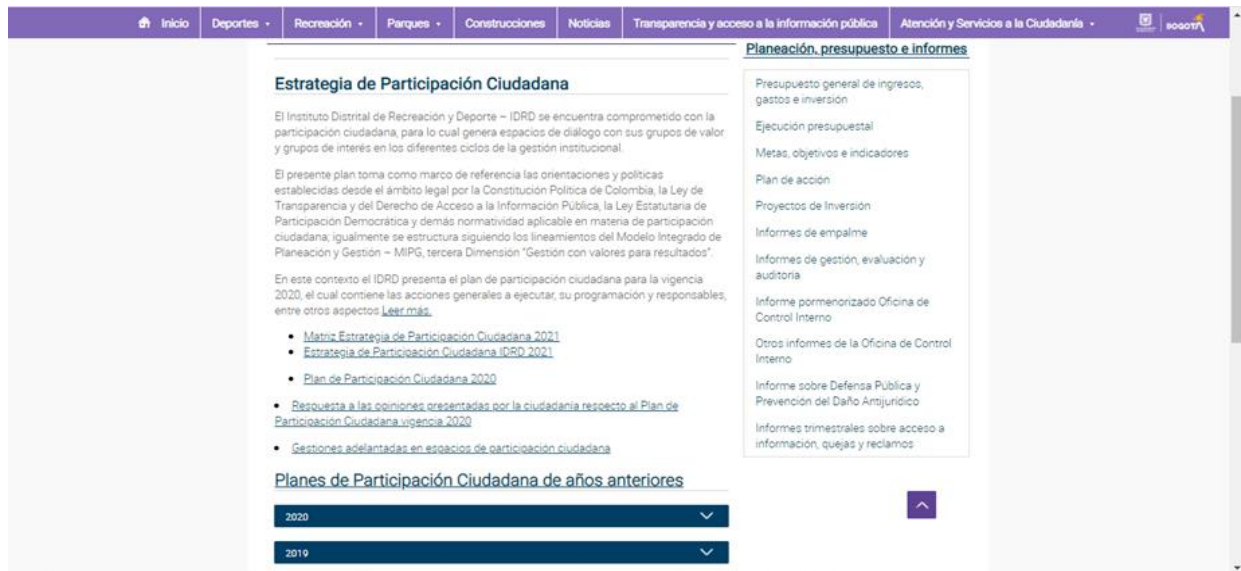 Inicio
Deportes
Recreación
Parques
Construcciones
Noticias
Transparencia y acceso a la información pública
Atención y Servicios a la Ciudadanía
BOGOTÁ
Estrategia de Participación Ciudadana
El Instituto Distrital de Recreación y Deporte – IDRD se encuentra comprometido con la
participación ciudadana, para lo cual genera espacios de diálogo con sus grupos de valor
y grupos de interés en los diferentes ciclos de la gestión institucional.
El presente plan toma como marco de referencia las orientaciones y políticas
establecidas desde el ámbito legal por la Constitución Política de Colombia, la Ley de
Transparencia y del Derecho de Acceso a la Información Pública, la Ley Estatutaria de
Participación Democrática y demás normatividad aplicable en materia de participación
ciudadana; igualmente se estructura siguiendo los lineamientos del Modelo Integrado de
Planeación y Gestión – MIPG, tercera Dimensión "Gestión con valores para resultados".
En este contexto el IDRD presenta el plan de participación ciudadana para la vigencia
2020, el cual contiene las acciones generales a ejecutar, su programación y responsables,
entre otros aspectos Leer más.
• Matriz Estrategia de Participación Ciudadana 2021
• Estrategia de Participación Ciudadana IDRD 2021
• Plan de Participación Ciudadana 2020
• Respuesta a las opiniones presentadas por la ciudadanía respecto al Plan de
Participación Ciudadana vigencia 2020
• Gestiones adelantadas en espacios de participación ciudadana
Planes de Participación Ciudadana de años anteriores
2020
2019
Planeación, presupuesto e informes
Presupuesto general de ingresos,
gastos e inversión
Ejecución presupuestal
Metas, objetivos e indicadores
Plan de acción
Proyectos de Inversión
Informes de empalme
Informes de gestión, evaluación y
auditoría
Informe pormenorizado Oficina de
Control Interno
Otros informes de la Oficina de Control
Interno
Informe sobre Defensa Pública y
Prevención del Daño Antijurídico
Informes trimestrales sobre acceso a
información, quejas y reclamos